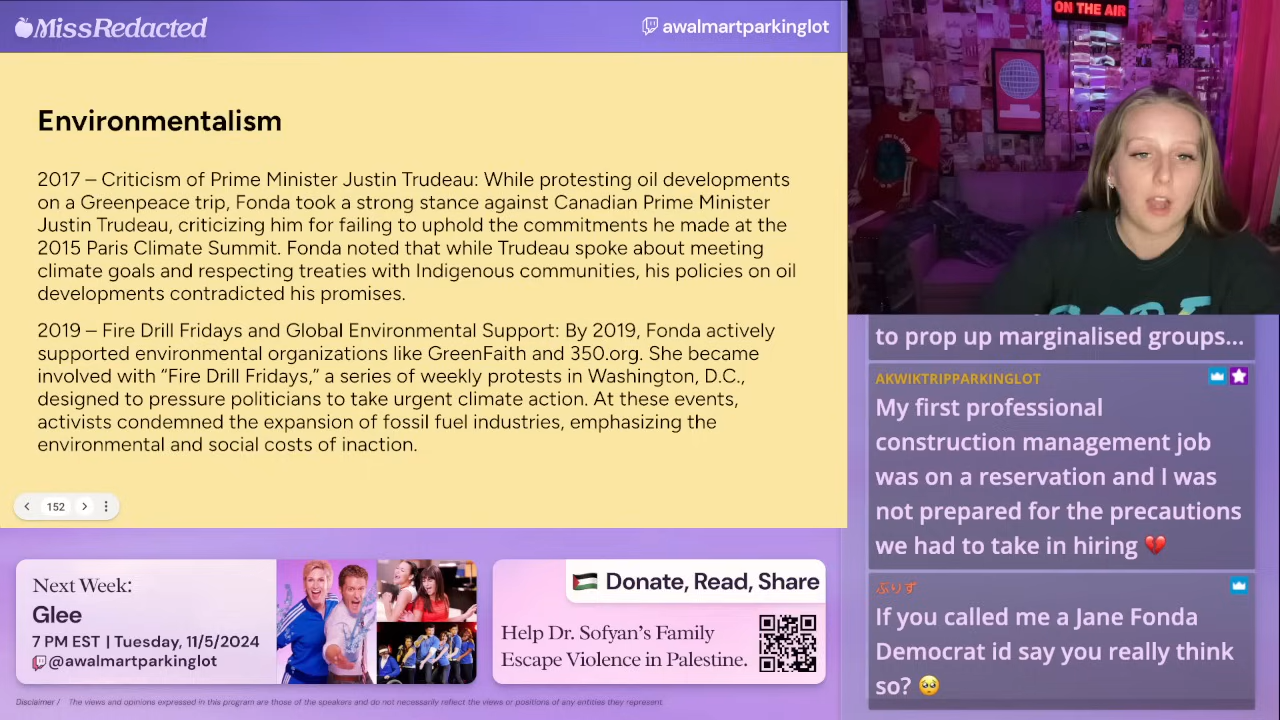 MissRedacted
awalmartparkinglot
ON THE AIR
Environmentalism
2017 – Criticism of Prime Minister Justin Trudeau: While protesting oil developments
on a Greenpeace trip, Fonda took a strong stance against Canadian Prime Minister
Justin Trudeau, criticizing him for failing to uphold the commitments he made at the
2015 Paris Climate Summit. Fonda noted that while Trudeau spoke about meeting
climate goals and respecting treaties with Indigenous communities, his policies on oil
developments contradicted his promises.
2019 – Fire Drill Fridays and Global Environmental Support: By 2019, Fonda actively
supported environmental organizations like GreenFaith and 350.org. She became
involved with “Fire Drill Fridays,” a series of weekly protests in Washington, D.C.,
designed to pressure politicians to take urgent climate action. At these events,
activists condemned the expansion of fossil fuel industries, emphasizing the
environmental and social costs of inaction.
152
to prop up marginalised groups...
AKWIKTRIPPARKINGLOT
My first professional
construction management job
was on a reservation and I was
not prepared for the precautions
we had to take in hiring 💔
ぷりず
If you called me a Jane Fonda
Democrat id say you really think
so? 🥺
Next Week:
Glee
7 PM EST | Tuesday, 11/5/2024
@awalmartparkinglot
🇵🇸 Donate, Read, Share
Help Dr. Sofyan’s Family
Escape Violence in Palestine.
Disclaimer / The views and opinions expressed in this program are those of the speakers and do not necessarily reflect the views or positions of any entities they represent.